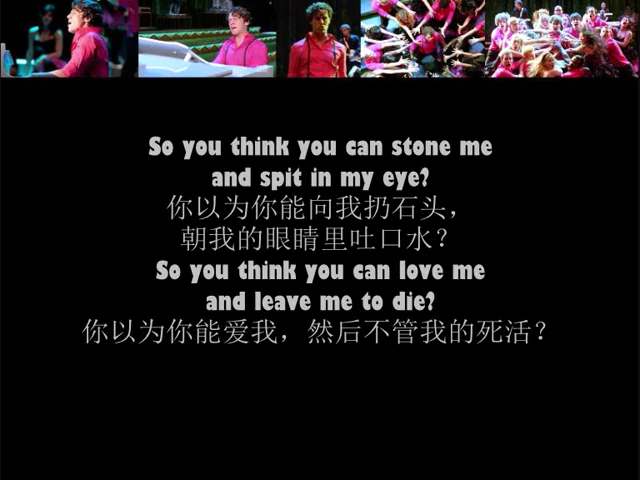 So you think you can stone me
and spit in my eye?
你以为你能向我扔石头，
朝我的眼睛里吐口水？
So you think you can love me
and leave me to die?
你以为你能爱我，然后不管我的死活？